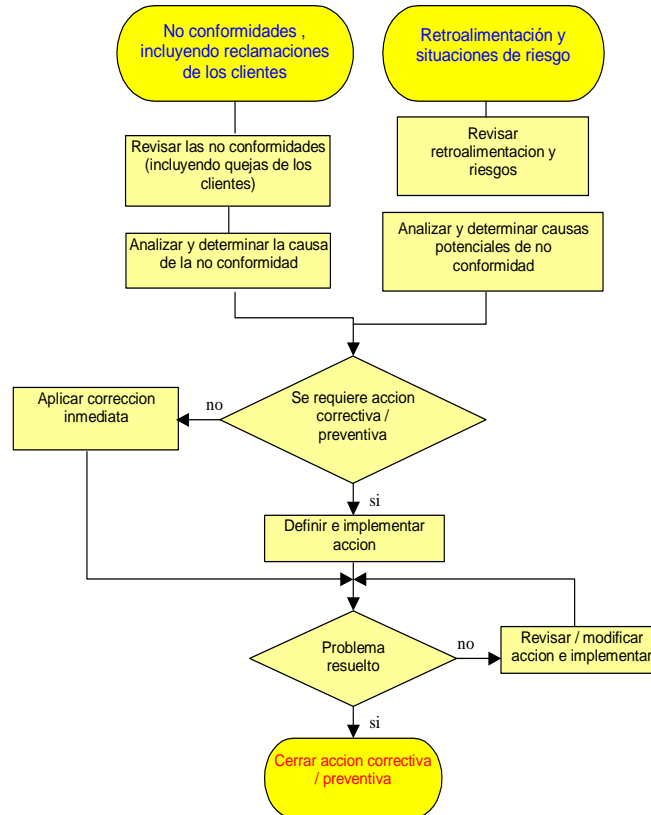 No conformidades ,
incluyendo reclamaciones
de los clientes
Retroalimentación y
situaciones de riesgo
Revisar las no conformidades
(incluyendo quejas de los
clientes)
Revisar
retroalimentacion y
riesgos
Analizar y determinar la causa
de la no conformidad
Analizar y determinar causas
potenciales de no
conformidad
Se requiere accion
correctiva /
preventiva
no
Aplicar correccion
inmediata
si
Definir e implementar
accion
Problema
resuelto
no
Revisar / modificar
accion e implementar
si
Cerrar accion correctiva
/ preventiva